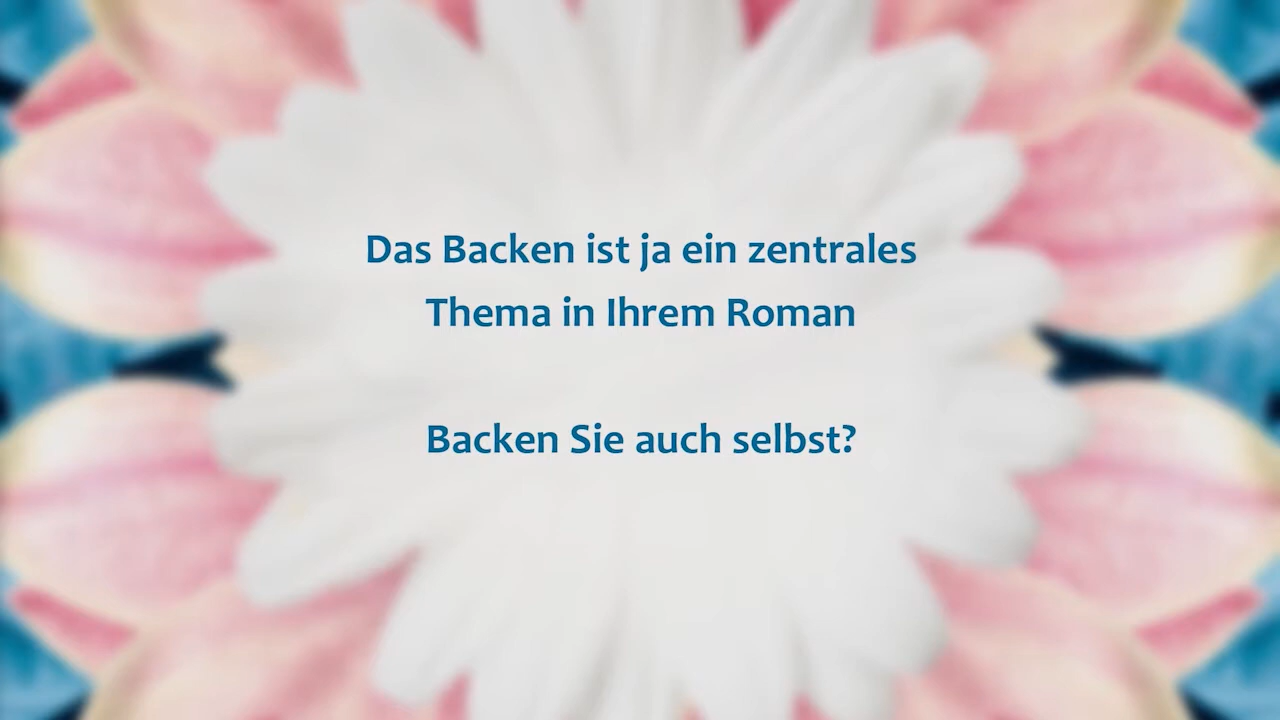 Das Backen ist ja ein zentrales
Thema in Ihrem Roman
Backen Sie auch selbst?